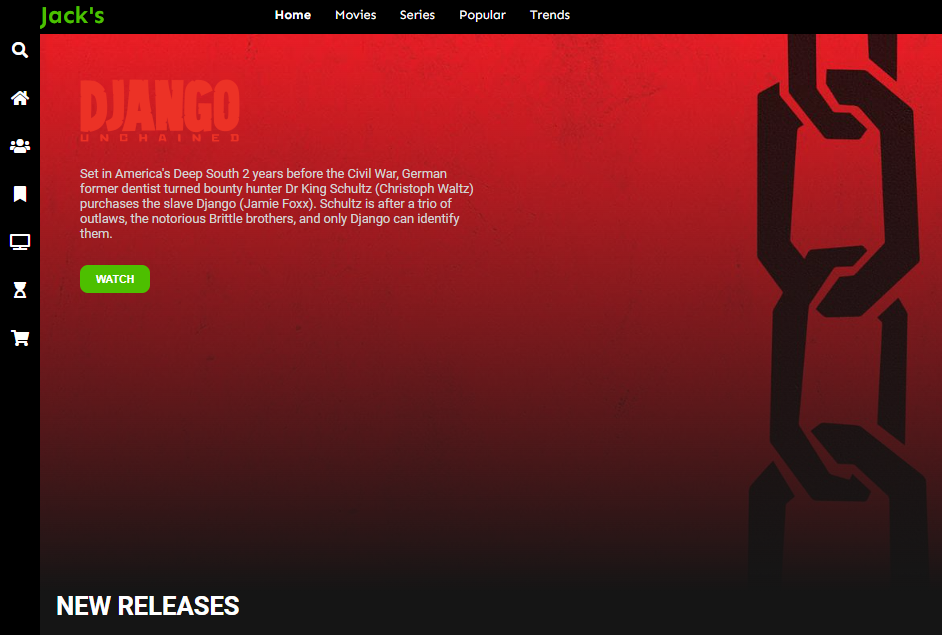 Jack's
Home Movies Series Popular Trends
DJANGO
UNCHAINED
Set in America's Deep South 2 years before the Civil War, German
former dentist turned bounty hunter Dr King Schultz (Christoph Waltz)
purchases the slave Django (Jamie Foxx). Schultz is after a trio of
outlaws, the notorious Brittle brothers, and only Django can identify
them.
WATCH
NEW RELEASES